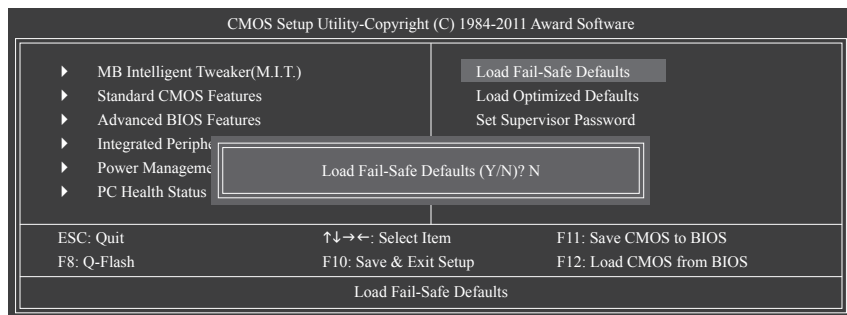 CMOS Setup Utility-Copyright (C) 1984-2011 Award Software
MB Intelligent Tweaker(M.I.T.)
Standard CMOS Features
Advanced BIOS Features
Integrated Periphe
Power Manageme
PC Health Status
Load Fail-Safe Defaults
Load Optimized Defaults
Set Supervisor Password
Load Fail-Safe Defaults (Y/N)? N
ESC: Quit
↑↓→←: Select Item
F11: Save CMOS to BIOS
F8: Q-Flash
F10: Save & Exit Setup
F12: Load CMOS from BIOS
Load Fail-Safe Defaults